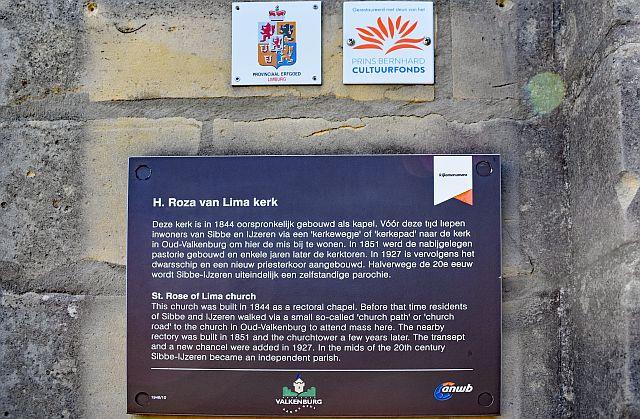 PROVINCIAAL ERFGOED
LIMBURG
Gerestaureerd met steun van het
PRINS BERNHARD
CULTUURFONDS
Rijksmonument
H. Roza van Lima kerk
Deze kerk is in 1844 oorspronkelijk gebouwd als kapel. Vóór deze tijd liepen
inwoners van Sibbe en IJzeren via een 'kerkewegje' of 'kerkepad' naar de kerk
in Oud-Valkenburg om hier de mis bij te wonen. In 1851 werd de nabijgelegen
pastorie gebouwd en enkele jaren later de kerktoren. In 1927 is vervolgens het
dwarsschip en een nieuw priesterkoor aangebouwd. Halverwege de 20e eeuw
wordt Sibbe-IJzeren uiteindelijk een zelfstandige parochie.
St. Rose of Lima church
This church was built in 1844 as a rectoral chapel. Before that time residents
of Sibbe and IJzeren walked via a small so-called 'church path' or 'church
road' to the church in Oud-Valkenburg to attend mass here. The nearby
rectory was built in 1851 and the churchtower a few years later. The transept
and a new chancel were added in 1927. In the mids of the 20th century
Sibbe-IJzeren became an independent parish.
VALKENBURG
anwb